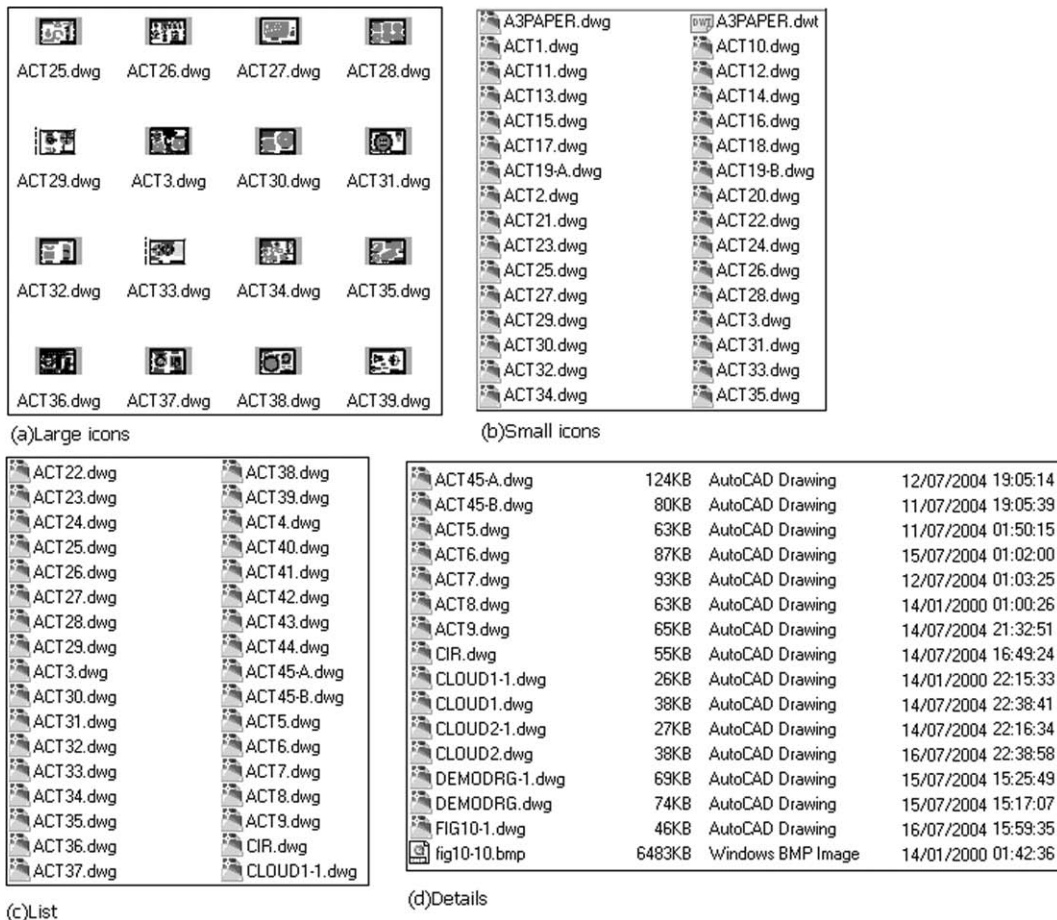 ACT25.dwg ACT26.dwg ACT27.dwg ACT28.dwg
ACT29.dwg ACT3.dwg ACT30.dwg ACT31.dwg
ACT32.dwg ACT33.dwg ACT34.dwg ACT35.dwg
ACT36.dwg ACT37.dwg ACT38.dwg ACT39.dwg
(a)Large icons
A3PAPER.dwg DWT A3PAPER.dwt
ACT1.dwg ACT10.dwg
ACT11.dwg ACT12.dwg
ACT13.dwg ACT14.dwg
ACT15.dwg ACT16.dwg
ACT17.dwg ACT18.dwg
ACT19-A.dwg ACT19-B.dwg
ACT2.dwg ACT20.dwg
ACT21.dwg ACT22.dwg
ACT23.dwg ACT24.dwg
ACT25.dwg ACT26.dwg
ACT27.dwg ACT28.dwg
ACT29.dwg ACT3.dwg
ACT30.dwg ACT31.dwg
ACT32.dwg ACT33.dwg
ACT34.dwg ACT35.dwg
(b)Small icons
ACT22.dwg ACT38.dwg
ACT23.dwg ACT39.dwg
ACT24.dwg ACT4.dwg
ACT25.dwg ACT40.dwg
ACT26.dwg ACT41.dwg
ACT27.dwg ACT42.dwg
ACT28.dwg ACT43.dwg
ACT29.dwg ACT44.dwg
ACT3.dwg ACT45-A.dwg
ACT30.dwg ACT45-B.dwg
ACT31.dwg ACT5.dwg
ACT32.dwg ACT6.dwg
ACT33.dwg ACT7.dwg
ACT34.dwg ACT8.dwg
ACT35.dwg ACT9.dwg
ACT36.dwg CIR.dwg
ACT37.dwg CLOUD1-1.dwg
(c)List
ACT45-A.dwg 124KB AutoCAD Drawing 12/07/2004 19:05:14
ACT45-B.dwg 80KB AutoCAD Drawing 11/07/2004 19:05:39
ACT5.dwg 63KB AutoCAD Drawing 11/07/2004 01:50:15
ACT6.dwg 87KB AutoCAD Drawing 15/07/2004 01:02:00
ACT7.dwg 93KB AutoCAD Drawing 12/07/2004 01:03:25
ACT8.dwg 63KB AutoCAD Drawing 14/01/2000 01:00:26
ACT9.dwg 65KB AutoCAD Drawing 14/07/2004 21:32:51
CIR.dwg 55KB AutoCAD Drawing 14/07/2004 16:49:24
CLOUD1-1.dwg 26KB AutoCAD Drawing 14/01/2000 22:15:33
CLOUD1.dwg 38KB AutoCAD Drawing 14/07/2004 22:38:41
CLOUD2-1.dwg 27KB AutoCAD Drawing 14/07/2004 22:16:34
CLOUD2.dwg 38KB AutoCAD Drawing 16/07/2004 22:38:58
DEMODRG-1.dwg 69KB AutoCAD Drawing 15/07/2004 15:25:49
DEMODRG.dwg 74KB AutoCAD Drawing 15/07/2004 15:17:07
FIG10-1.dwg 46KB AutoCAD Drawing 16/07/2004 15:59:35
fig10-10.bmp 6483KB Windows BMP Image 14/01/2000 01:42:36
(d)Details